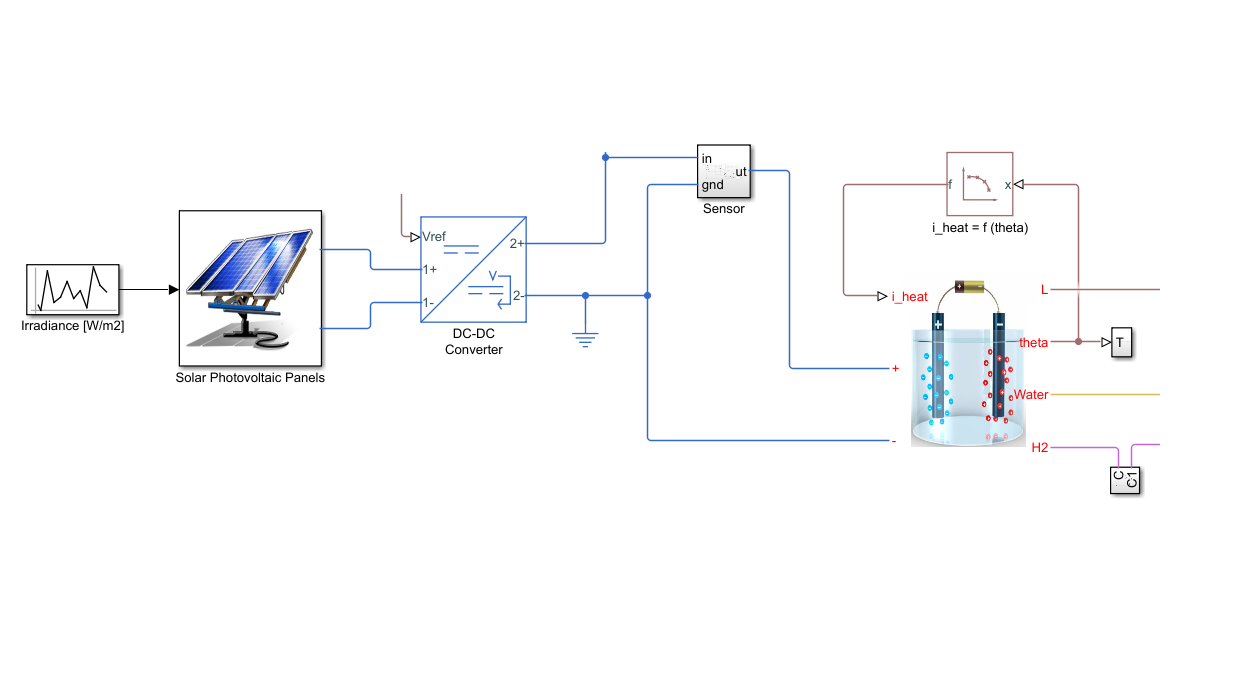 Irradiance [W/m2]
Solar Photovoltaic Panels
Vref
1+
1-
2+
2-
V
DC-DC
Converter
in
ut
gnd
Sensor
f
x
i_heat = f (theta)
i_heat
+
-
+
-
L
theta
T
Water
H2
C
C1